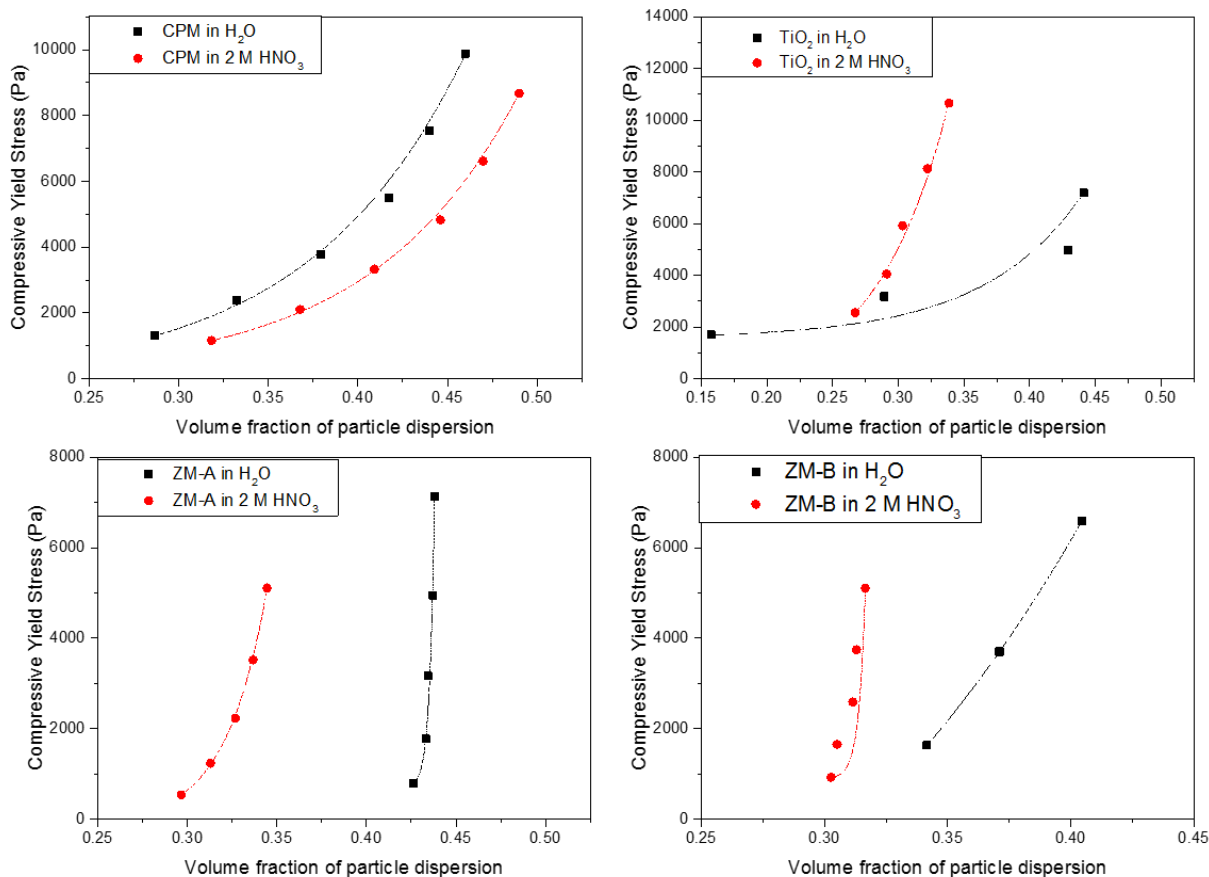 CPM in H₂O
CPM in 2 M HNO₃
10000
8000
6000
4000
2000
0
Compressive Yield Stress (Pa)
0.25 0.30 0.35 0.40 0.45 0.50
Volume fraction of particle dispersion
TiO₂ in H₂O
TiO₂ in 2 M HNO₃
14000
12000
10000
8000
6000
4000
2000
0
Compressive Yield Stress (Pa)
0.15 0.20 0.25 0.30 0.35 0.40 0.45 0.50
Volume fraction of particle dispersion
ZM-A in H₂O
ZM-A in 2 M HNO₃
8000
6000
4000
2000
0
Compressive Yield Stress (Pa)
0.25 0.30 0.35 0.40 0.45 0.50
Volume fraction of particle dispersion
ZM-B in H₂O
ZM-B in 2 M HNO₃
8000
6000
4000
2000
0
Compressive Yield Stress (Pa)
0.25 0.30 0.35 0.40 0.45
Volume fraction of particle dispersion